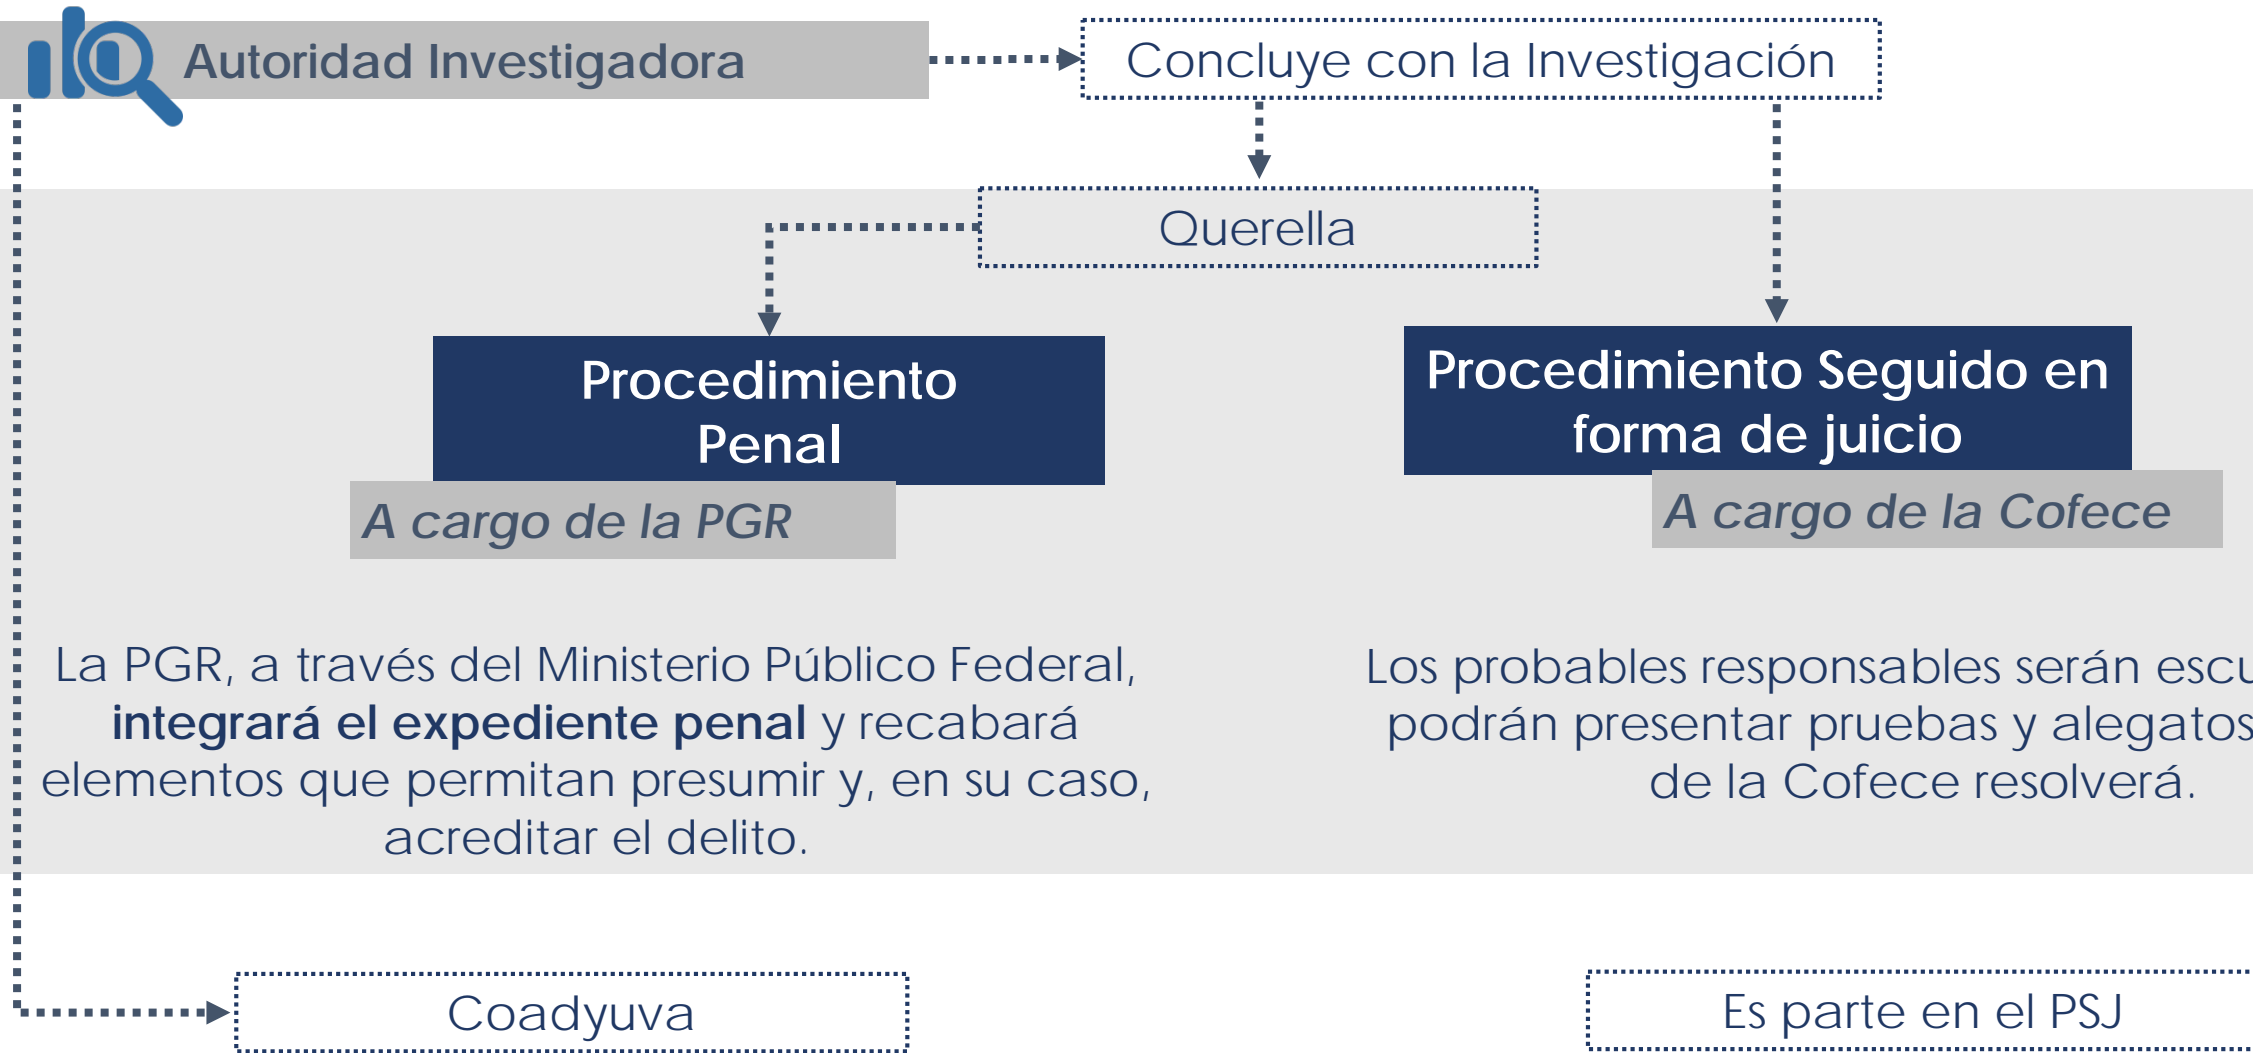 Autoridad Investigadora
Concluye con la Investigación
Querella
Procedimiento
Penal
A cargo de la PGR
La PGR, a través del Ministerio Público Federal,
integrará el expediente penal y recabará
elementos que permitan presumir y, en su caso,
acreditar el delito.
Procedimiento Seguido en
forma de juicio
A cargo de la Cofece
Los probables responsables serán
podrán presentar pruebas y alegatos
de la Cofece resolverá.
Coadyuva
Es parte en el PSJ